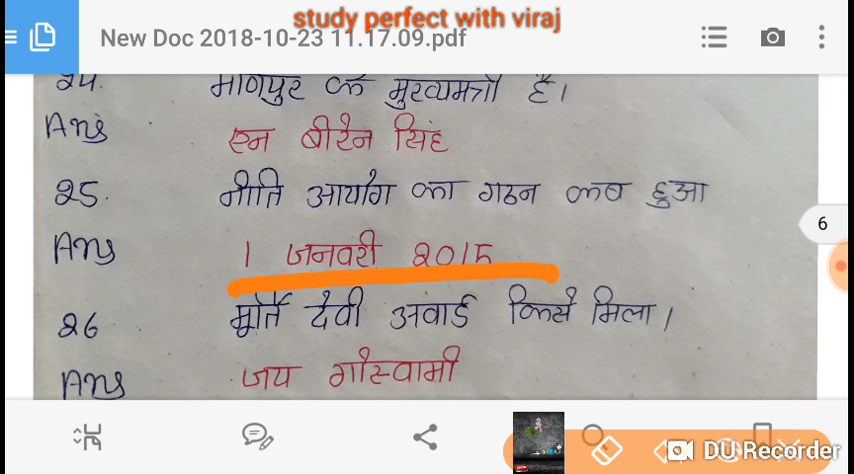 study perfect with viraj
New Doc 2018-10-23 11.17.09.pdf
24. मणिपुर के मुख्यमंत्री है।
Ans एन बीरेन सिंह
25. नीति आयोग का गठन कब हुआ
6
Ans 1 जनवरी 2015
26 मूर्ति देवी अवार्ड किसे मिला।
Ans जय गोस्वामी
DU Recorder